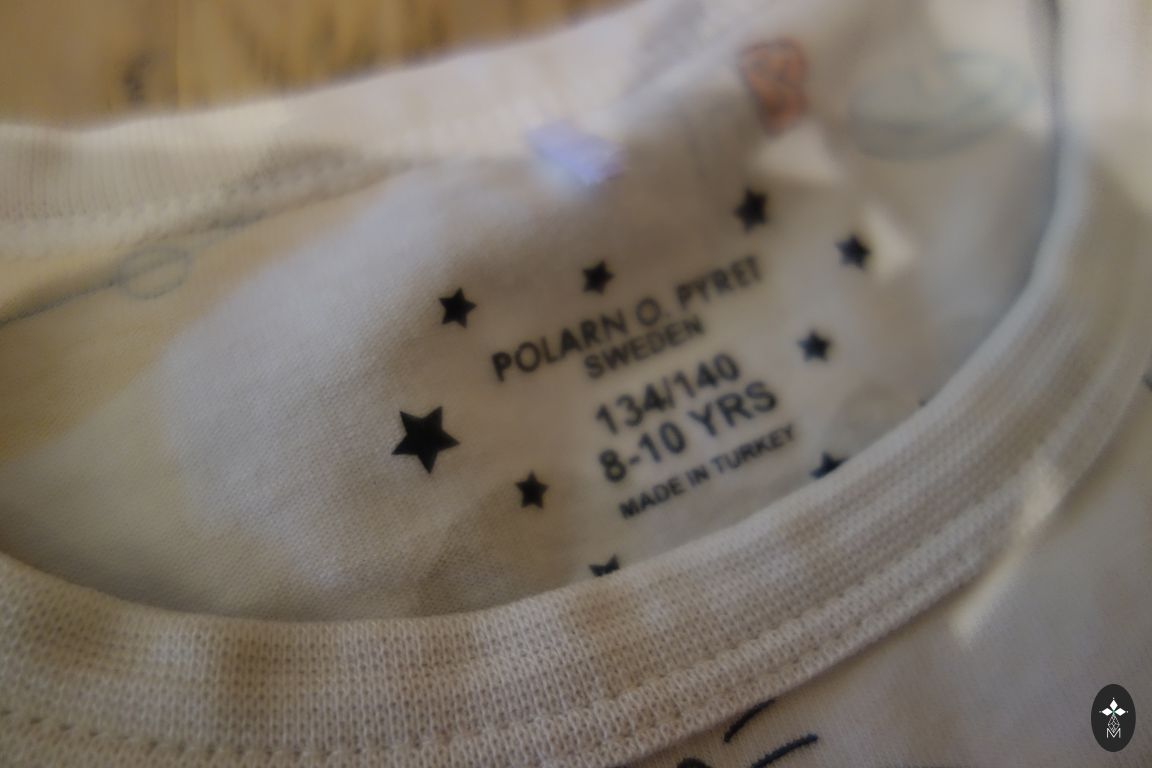 POLARN O. PYRET
SWEDEN
134/140
8-10 YRS
MADE IN TURKEY
M